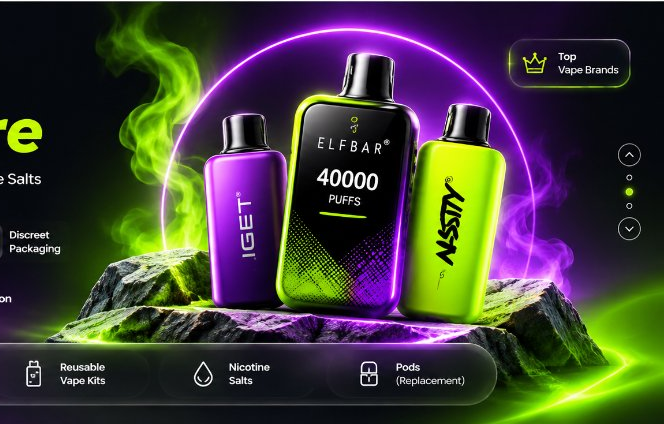 Top
Vape Brands
re
e Salts
Discreet
Packaging
on
IGET®
ELFBAR®
40000
PUFFS
NASTY®
Reusable
Vape Kits
Nicotine
Salts
Pods
(Replacement)